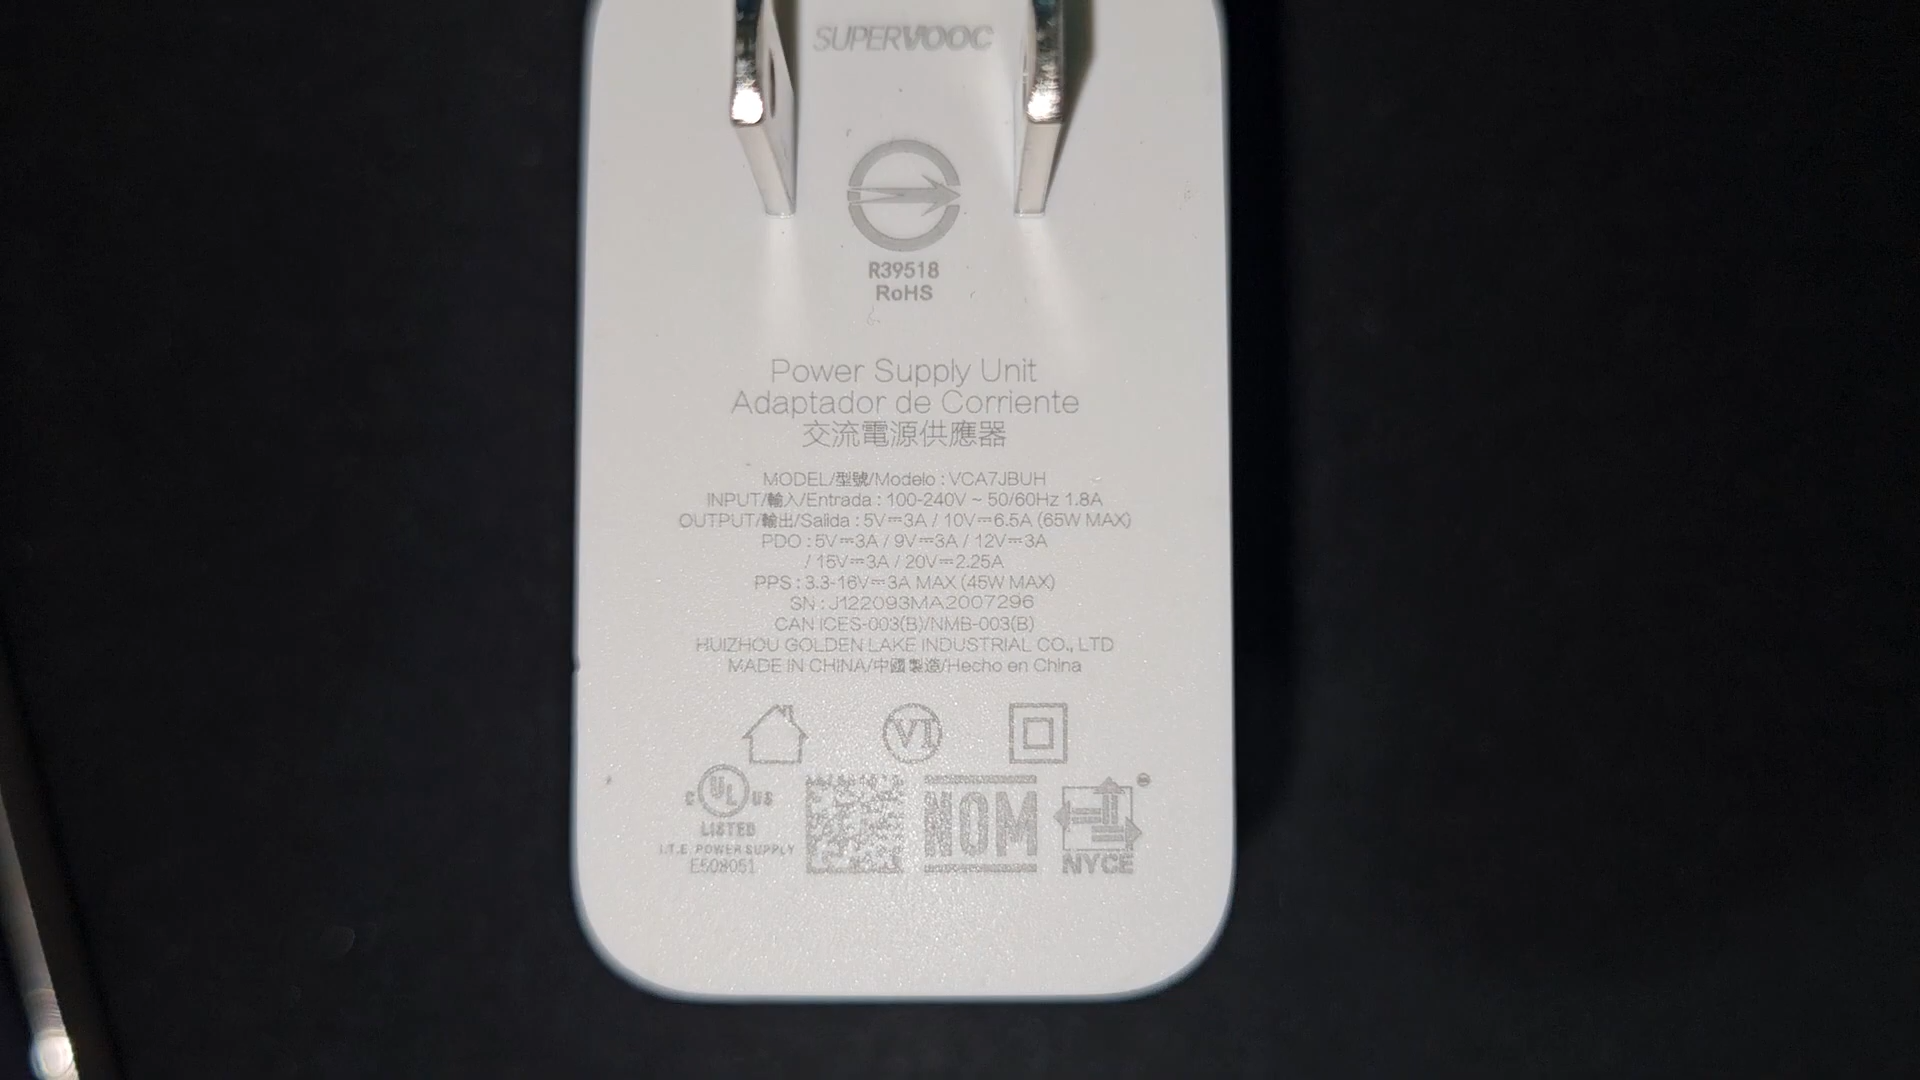 SUPERVOOC
R39518
RoHS
Power Supply Unit
Adaptador de Corriente
交流電源供應器
MODEL/型號/Modelo : VCA7JBUH
INPUT/輸入/Entrada : 100-240V ~ 50/60Hz 1.8A
OUTPUT/輸出/Salida : 5V⎓3A / 10V⎓6.5A (65W MAX)
PDO : 5V⎓3A / 9V⎓3A / 12V⎓3A
/ 15V⎓3A / 20V⎓2.25A
PPS : 3.3-16V⎓3A MAX (45W MAX)
SN : J122093MA2007296
CAN ICES-003(B)/NMB-003(B)
HUIZHOU GOLDEN LAKE INDUSTRIAL CO., LTD
MADE IN CHINA/中國製造/Hecho en China
VI
c UL US
LISTED
I.T.E. POWER SUPPLY
E509051
NOM
NYCE